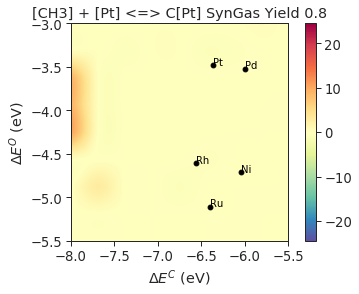 [CH3] + [Pt] <=> C[Pt] SynGas Yield 0.8
−3.0
−3.5
−4.0
−4.5
−5.0
−5.5
ΔE^O (eV)
Pt
Pd
Rh
Ni
Ru
−8.0 −7.5 −7.0 −6.5 −6.0 −5.5
ΔE^C (eV)
20
10
0
−10
−20